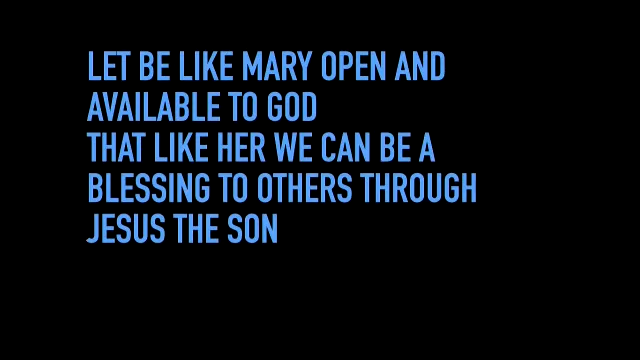 LET BE LIKE MARY OPEN AND
AVAILABLE TO GOD
THAT LIKE HER WE CAN BE A
BLESSING TO OTHERS THROUGH
JESUS THE SON